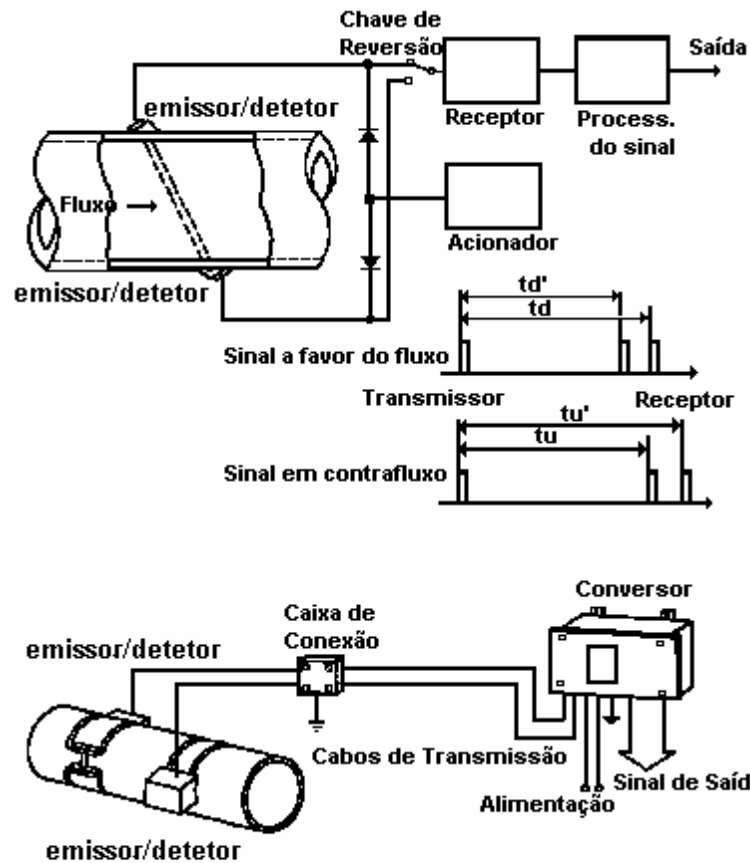 Chave de
Reversão
Saída
emissor/detetor
Receptor
Process.
do sinal
Fluxo
Acionador
emissor/detetor
td'
td
Sinal a favor do fluxo
Transmissor
Receptor
tu'
tu
Sinal em contrafluxo
Conversor
Caixa de
Conexão
emissor/detetor
Cabos de Transmissão
Sinal de Saíd
Alimentação
emissor/detetor